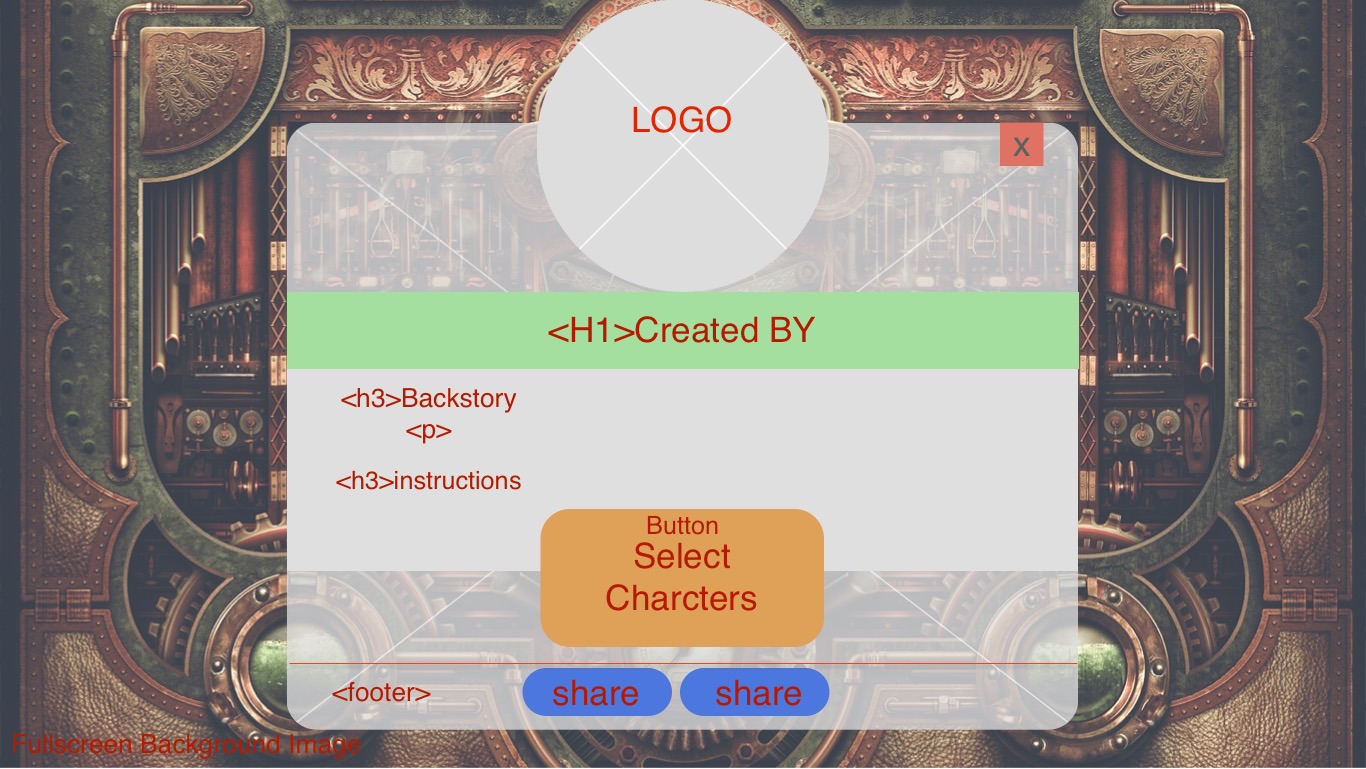 LOGO
x
<H1>Created BY
<h3>Backstory
<p>
<h3>instructions
Button
Select
Charcters
<footer>
share share
Fullscreen Background Image